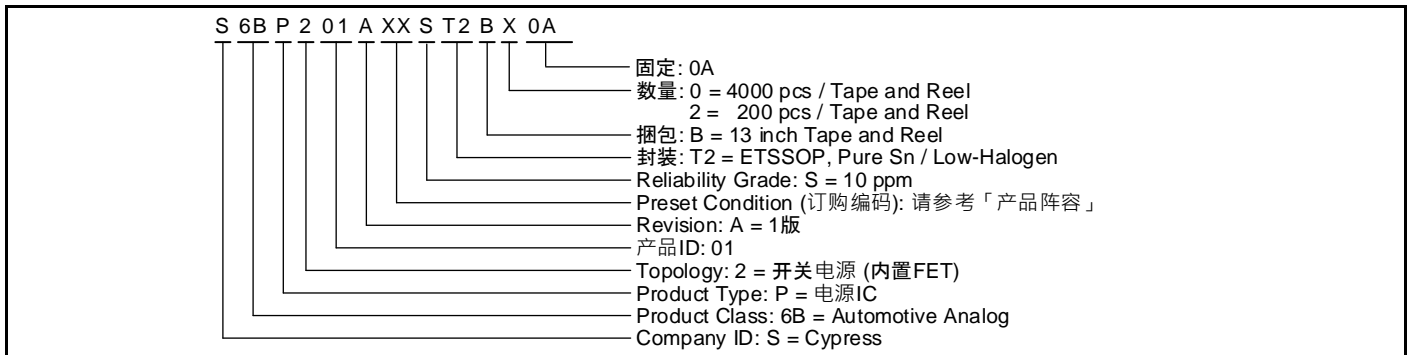 S 6B P 2 01 A XX S T2 B X 0A
固定: 0A
数量: 0 = 4000 pcs / Tape and Reel
2 = 200 pcs / Tape and Reel
捆包: B = 13 inch Tape and Reel
封装: T2 = ETSSOP, Pure Sn / Low-Halogen
Reliability Grade: S = 10 ppm
Preset Condition (订购编码): 请参考「产品阵容」
Revision: A = 1版
产品ID: 01
Topology: 2 = 开关电源 (内置FET)
Product Type: P = 电源IC
Product Class: 6B = Automotive Analog
Company ID: S = Cypress